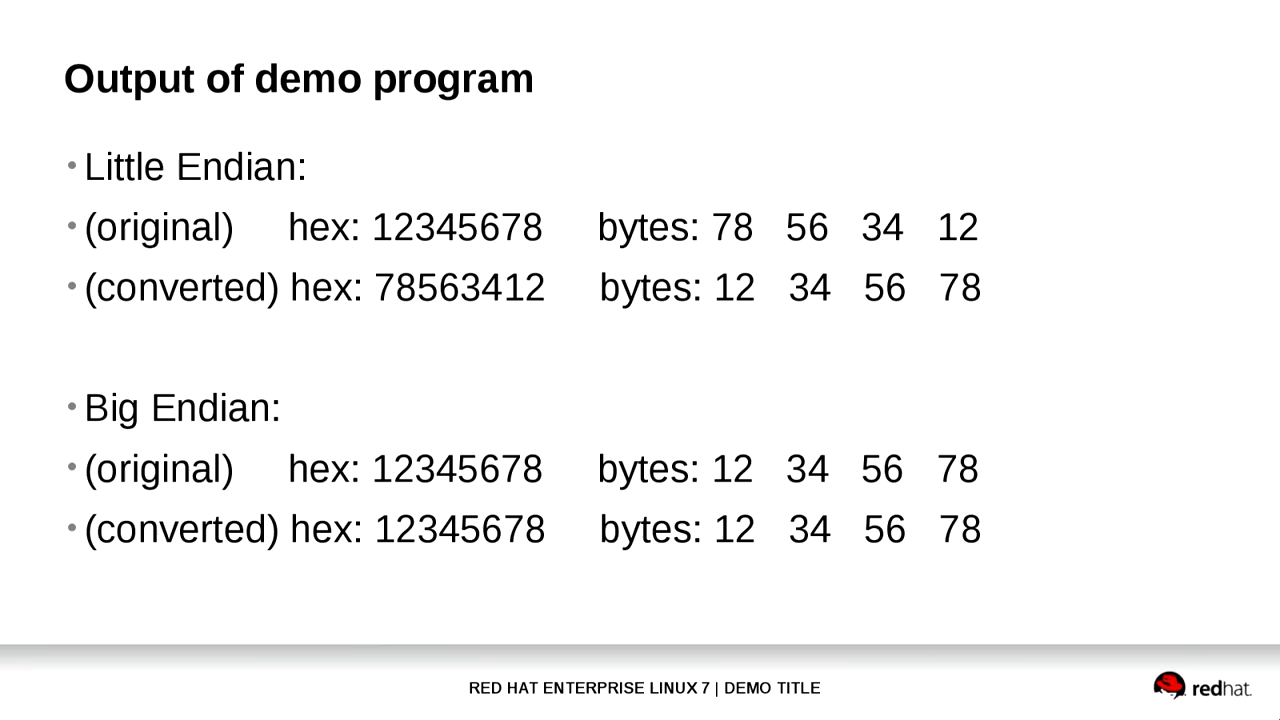 Output of demo program
• Little Endian:
• (original) hex: 12345678 bytes: 78 56 34 12
• (converted) hex: 78563412 bytes: 12 34 56 78
• Big Endian:
• (original) hex: 12345678 bytes: 12 34 56 78
• (converted) hex: 12345678 bytes: 12 34 56 78
RED HAT ENTERPRISE LINUX 7 | DEMO TITLE
redhat.